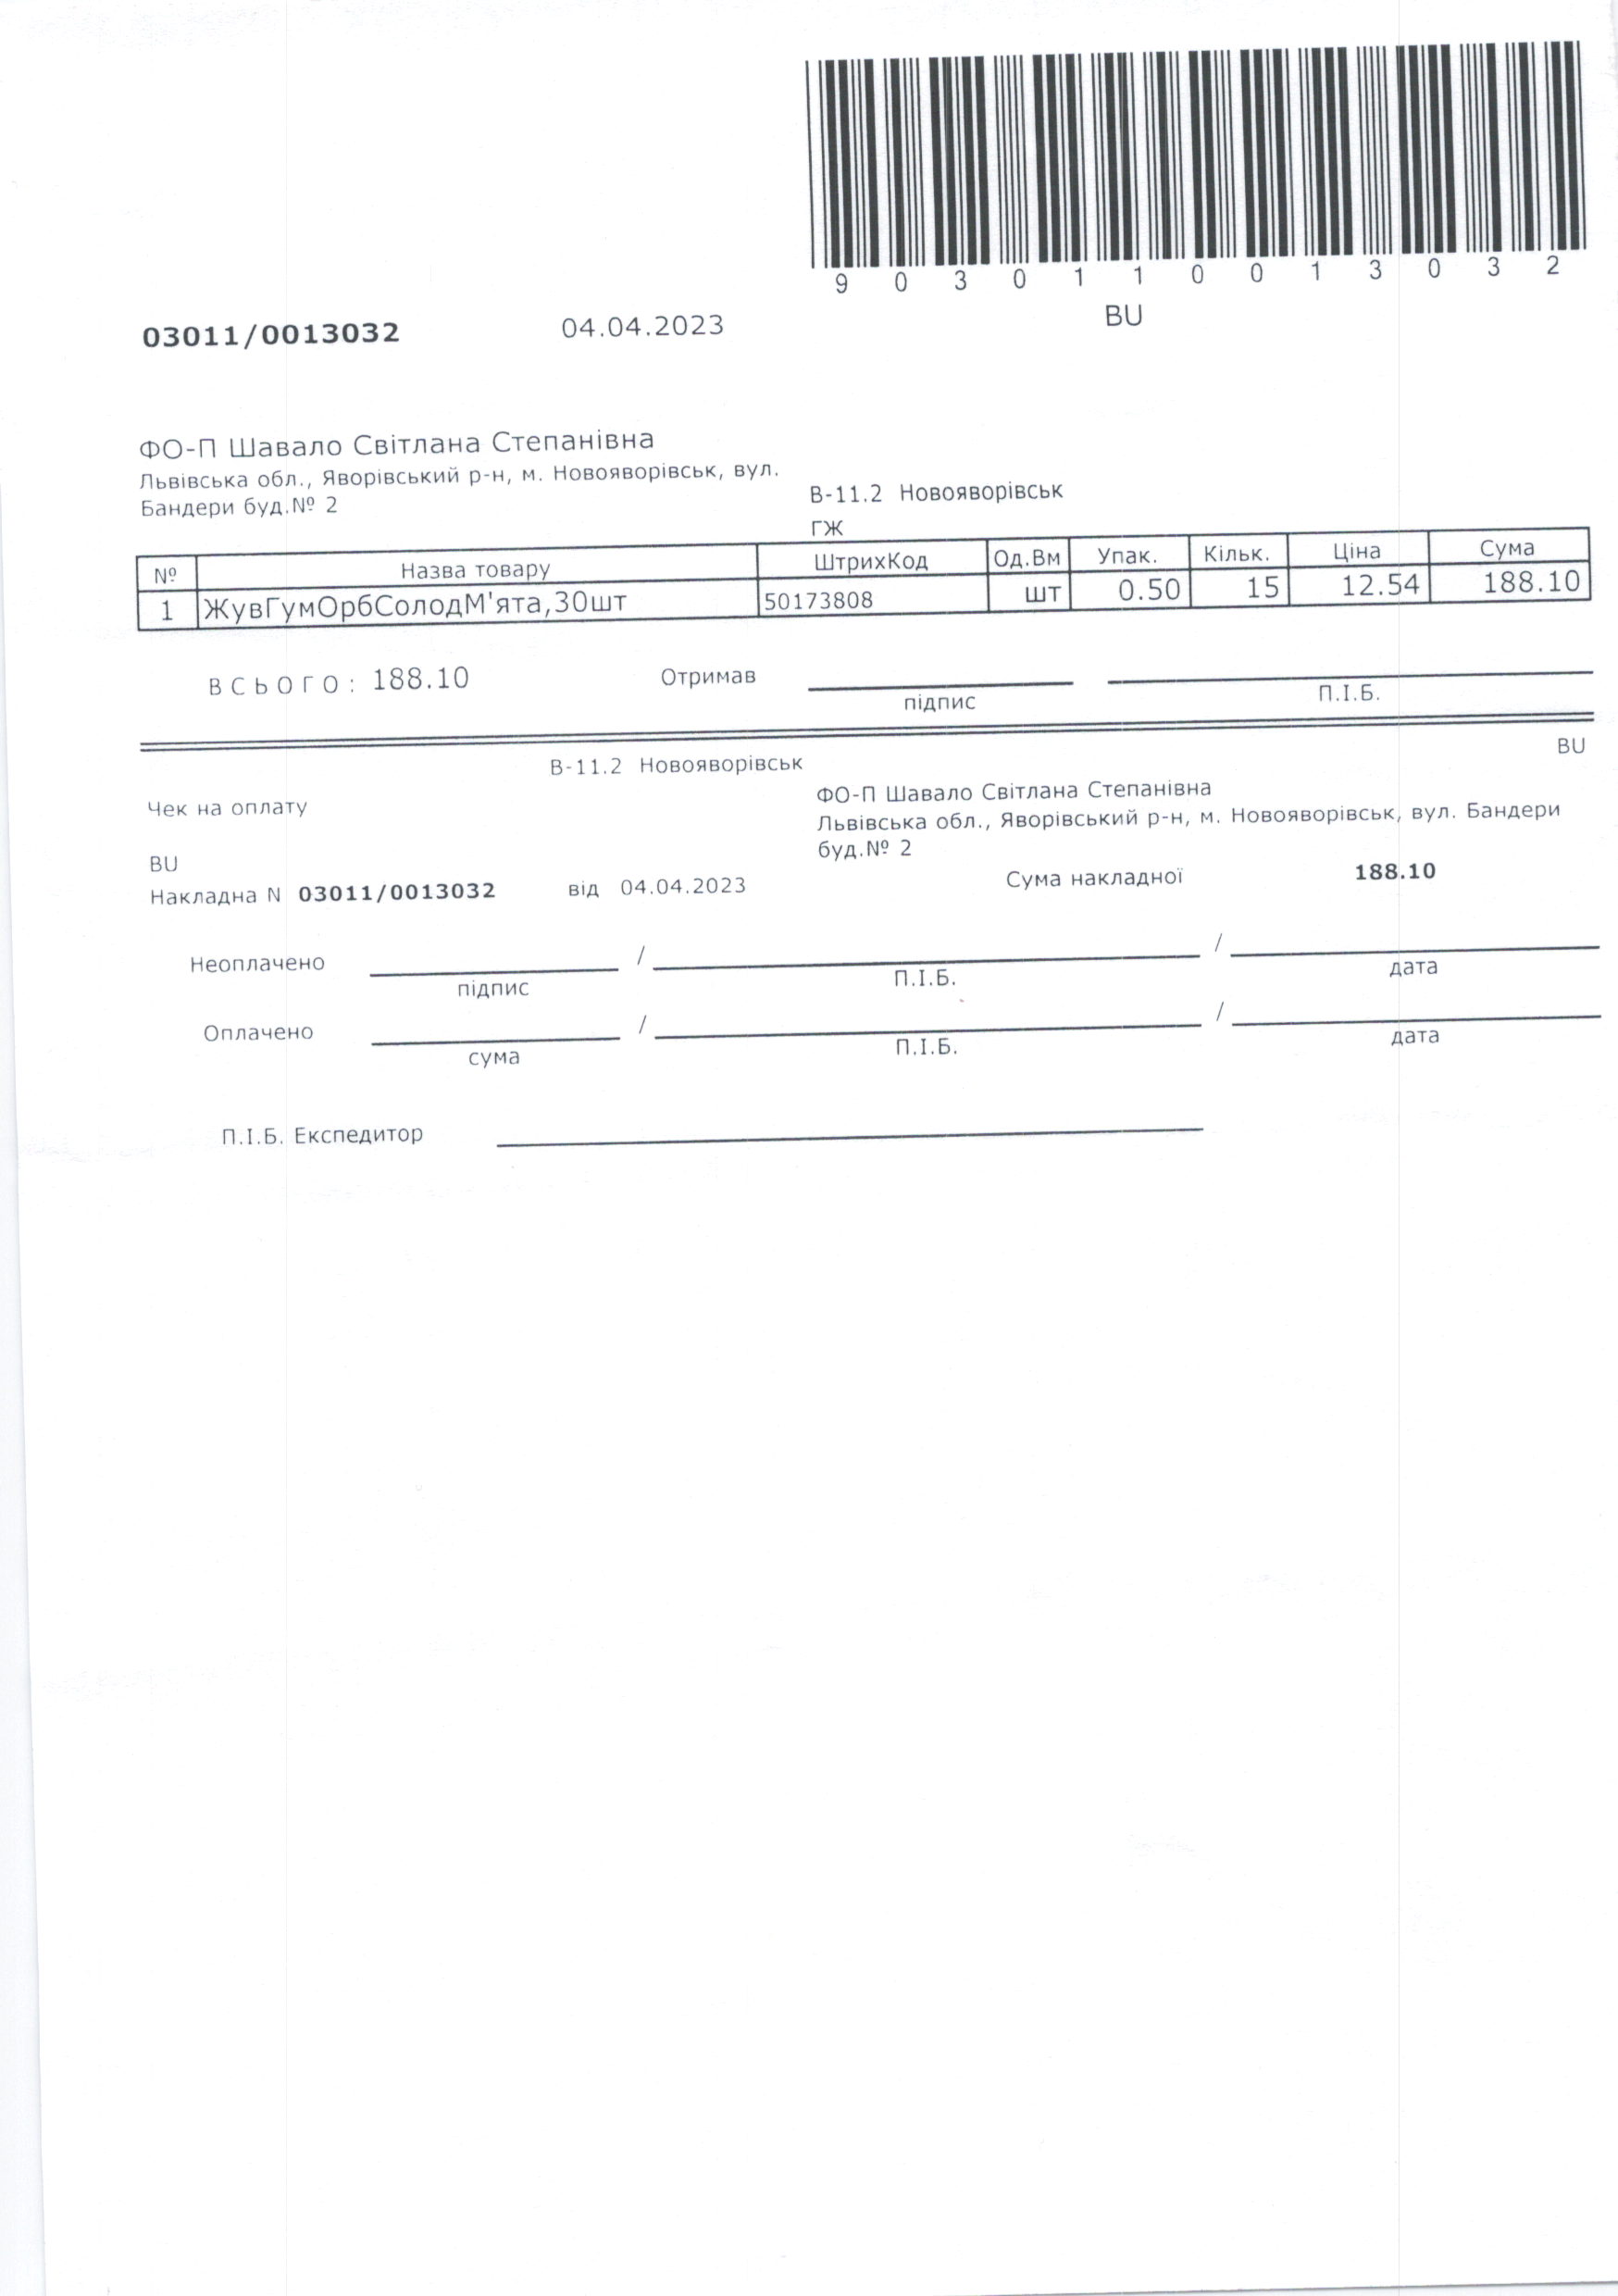 9 0 3 0 1 1 0 0 1 3 0 3 2
03011/0013032 04.04.2023 BU
ФО-П Шавало Світлана Степанівна
Львівська обл., Яворівський р-н, м. Новояворівськ, вул.
Бандери буд.№ 2
В-11.2 Новояворівськ
ГЖ
№ Назва товару ШтрихКод Од.Вм Упак. Кільк. Ціна Сума
1 ЖувГумОрбСолодМ'ята,30шт 50173808 шт 0.50 15 12.54 188.10
ВСЬОГО: 188.10 Отримав
підпис П.І.Б.
BU
В-11.2 Новояворівськ
Чек на оплату
ФО-П Шавало Світлана Степанівна
Львівська обл., Яворівський р-н, м. Новояворівськ, вул. Бандери
буд.№ 2
BU
Накладна N 03011/0013032 від 04.04.2023 Сума накладної 188.10
Неоплачено / /
підпис П.І.Б. дата
Оплачено / /
сума П.І.Б. дата
П.І.Б. Експедитор